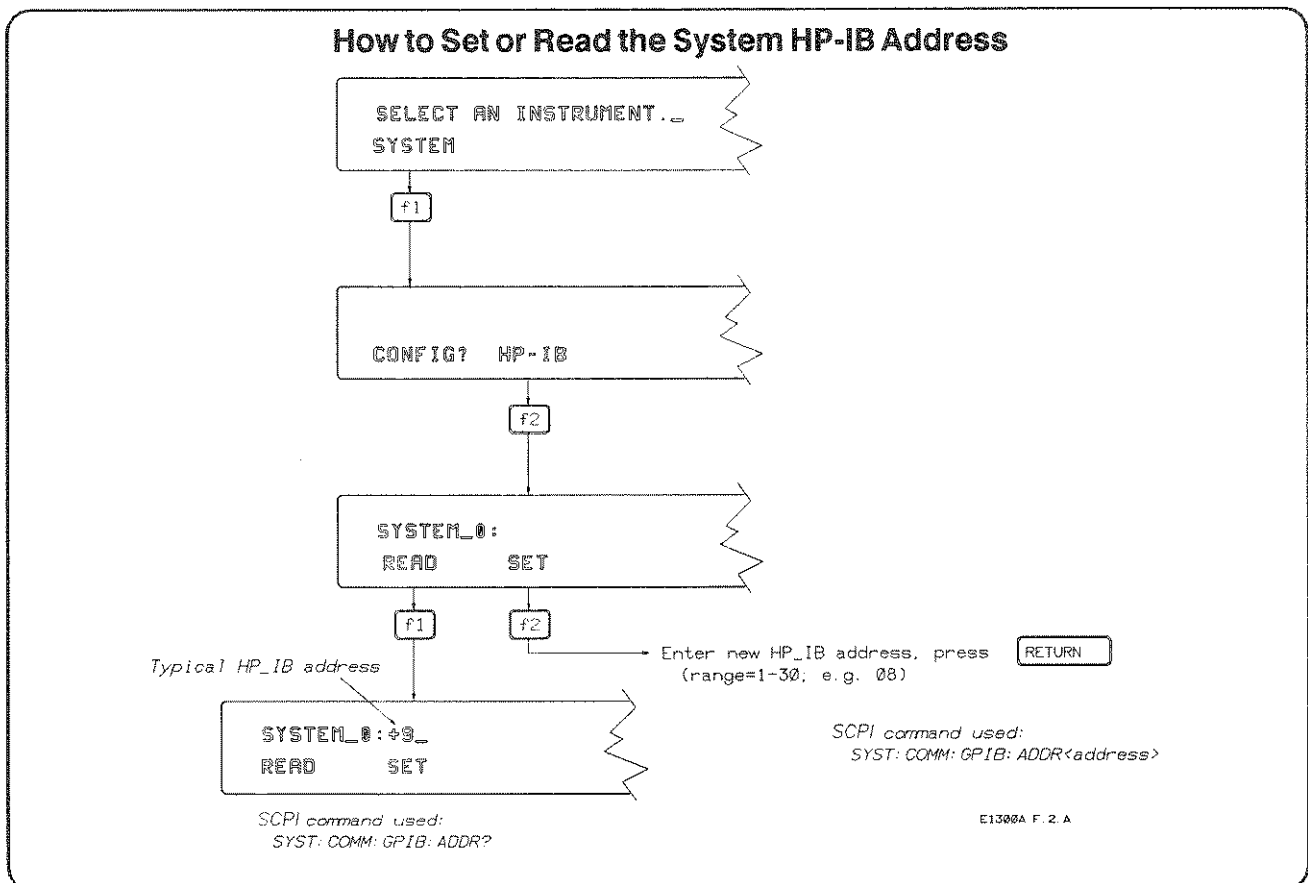 How to Set or Read the System HP-IB Address
SELECT AN INSTRUMENT._
SYSTEM
f1
CONFIG? HP-IB
f2
SYSTEM_0:
READ SET
f1 f2
Enter new HP_IB address, press RETURN
(range=1-30; e.g. 08)
Typical HP_IB address
SYSTEM_0:+9_
READ SET
SCPI command used:
SYST:COMM:GPIB:ADDR<address>
SCPI command used:
SYST:COMM:GPIB:ADDR?
E1300A F.2.A